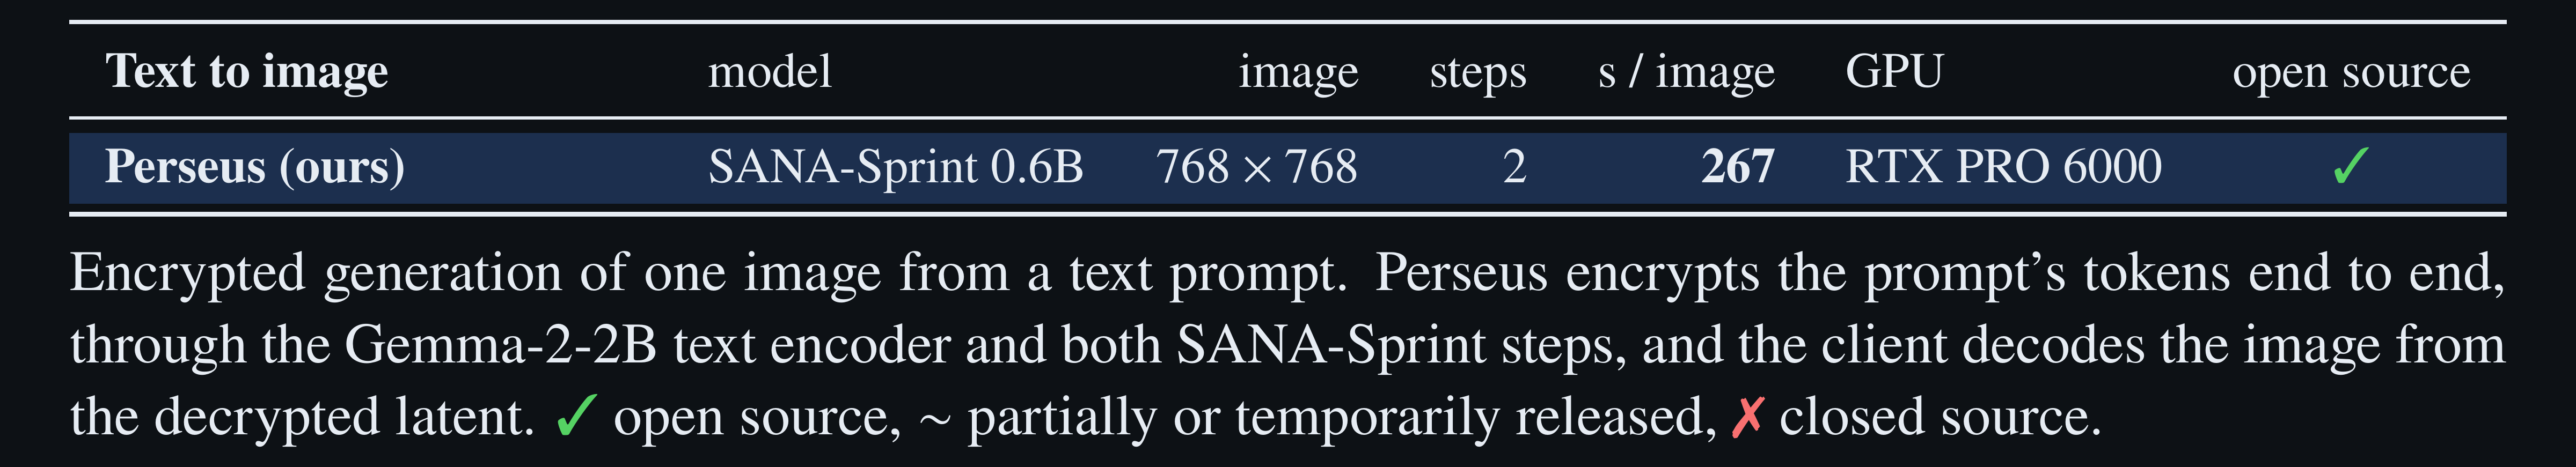 Text to image model image steps s / image GPU open source
Perseus (ours) SANA-Sprint 0.6B 768 × 768 2 267 RTX PRO 6000 ✓
Encrypted generation of one image from a text prompt. Perseus encrypts the prompt’s tokens end to end,
through the Gemma-2-2B text encoder and both SANA-Sprint steps, and the client decodes the image from
the decrypted latent. ✓ open source, ~ partially or temporarily released, ✗ closed source.